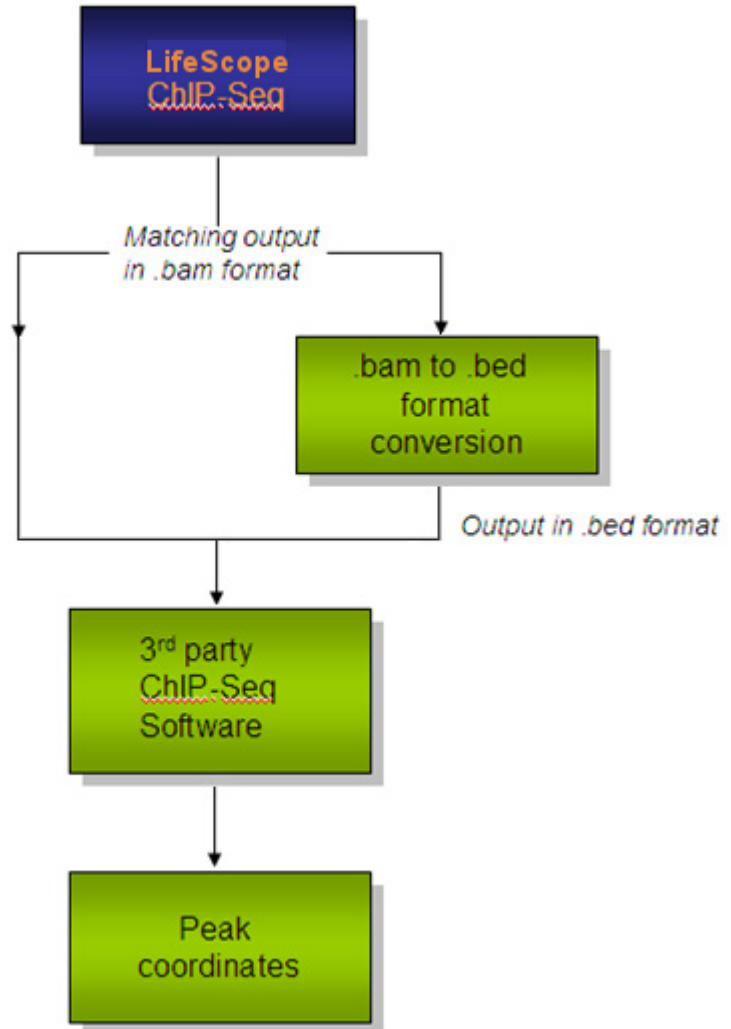 LifeScope
ChIP-Seq
Matching output
in .bam format
.bam to .bed
format
conversion
Output in .bed format
3rd party
ChIP-Seq
Software
Peak
coordinates